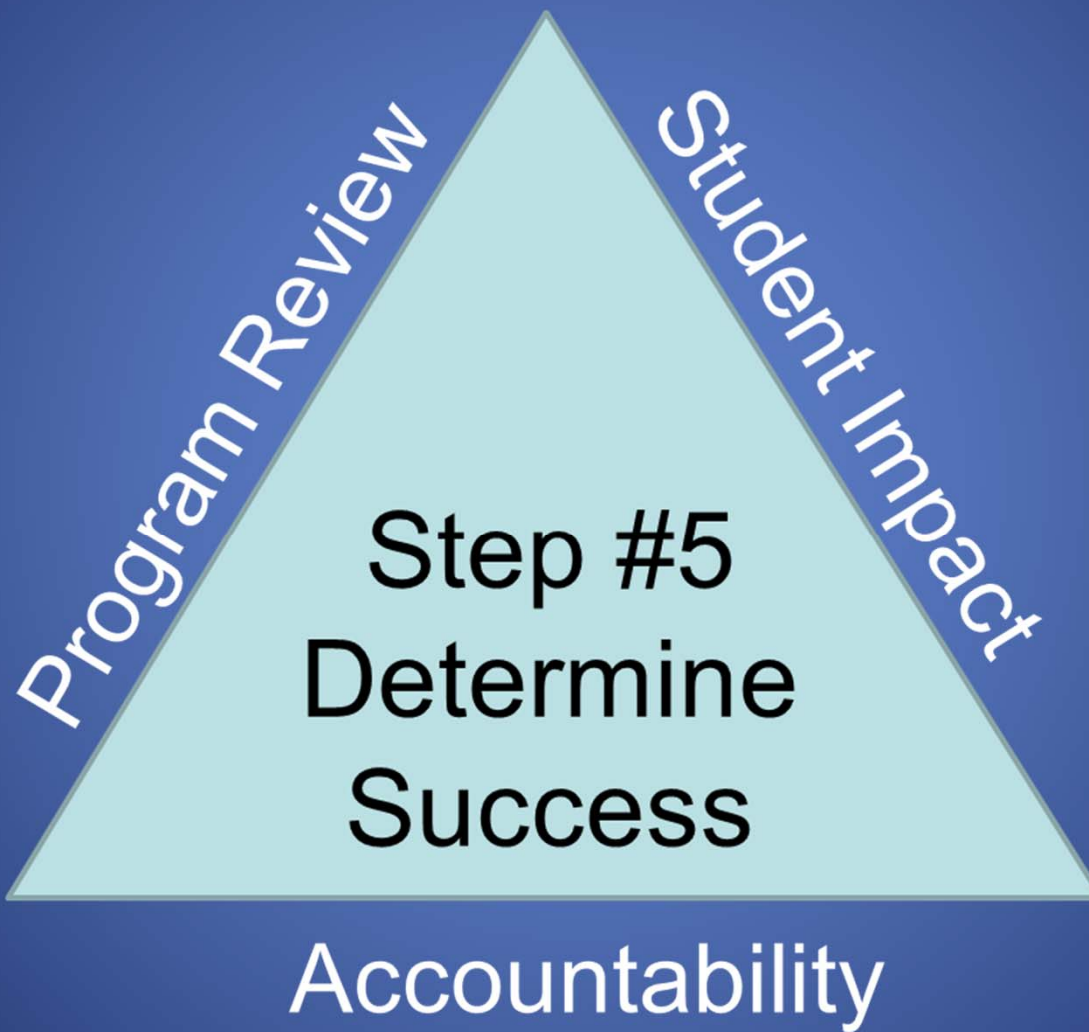 Program Review
Student Impact
Step #5
Determine
Success
Accountability